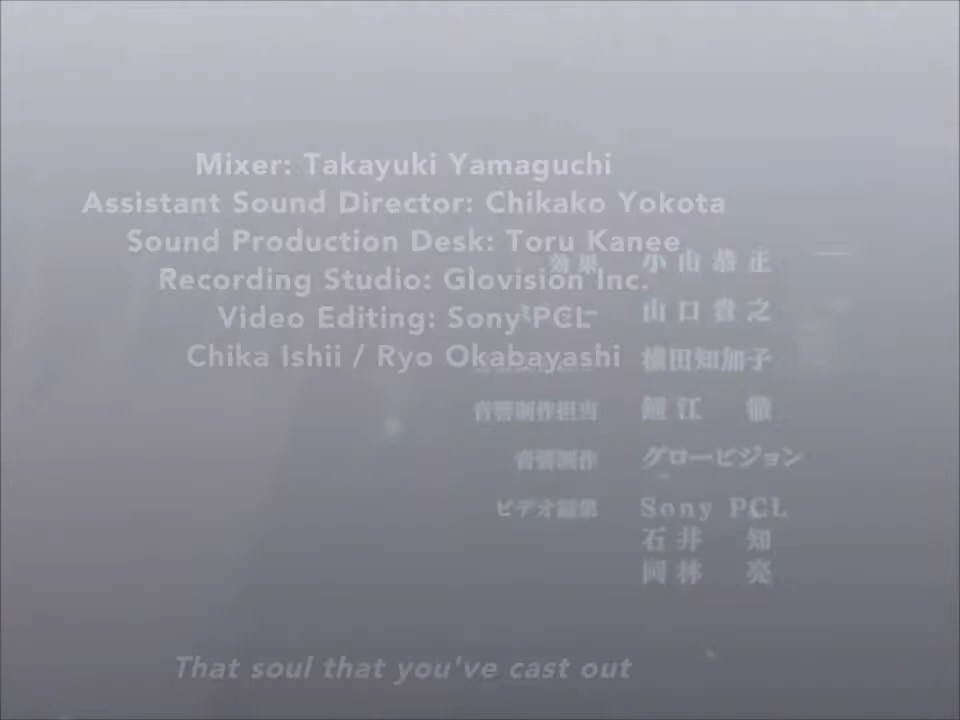 Mixer: Takayuki Yamaguchi
Assistant Sound Director: Chikako Yokota
Sound Production Desk: Toru Kanee
Recording Studio: Glovision Inc.
Video Editing: Sony PCL
Chika Ishii / Ryo Okabayashi
効果 小山恭正
山口貴之
横田知加子
音響制作担当 鐘江 徹
音響制作 グロービジョン
ビデオ編集 Sony PCL
石井 知
岡林 亮
That soul that you've cast out